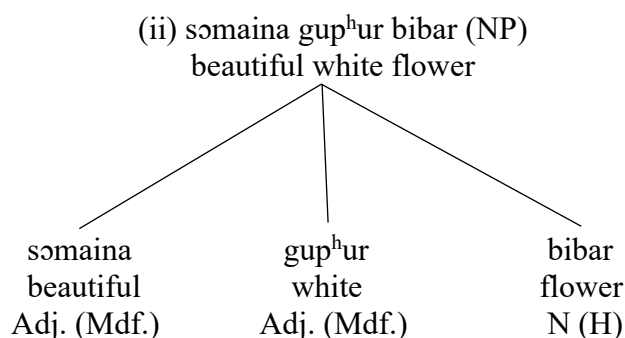 (ii) sɔmaina gupʰur bibar (NP)
beautiful white flower
sɔmaina gupʰur bibar
beautiful white flower
Adj. (Mdf.) Adj. (Mdf.) N (H)